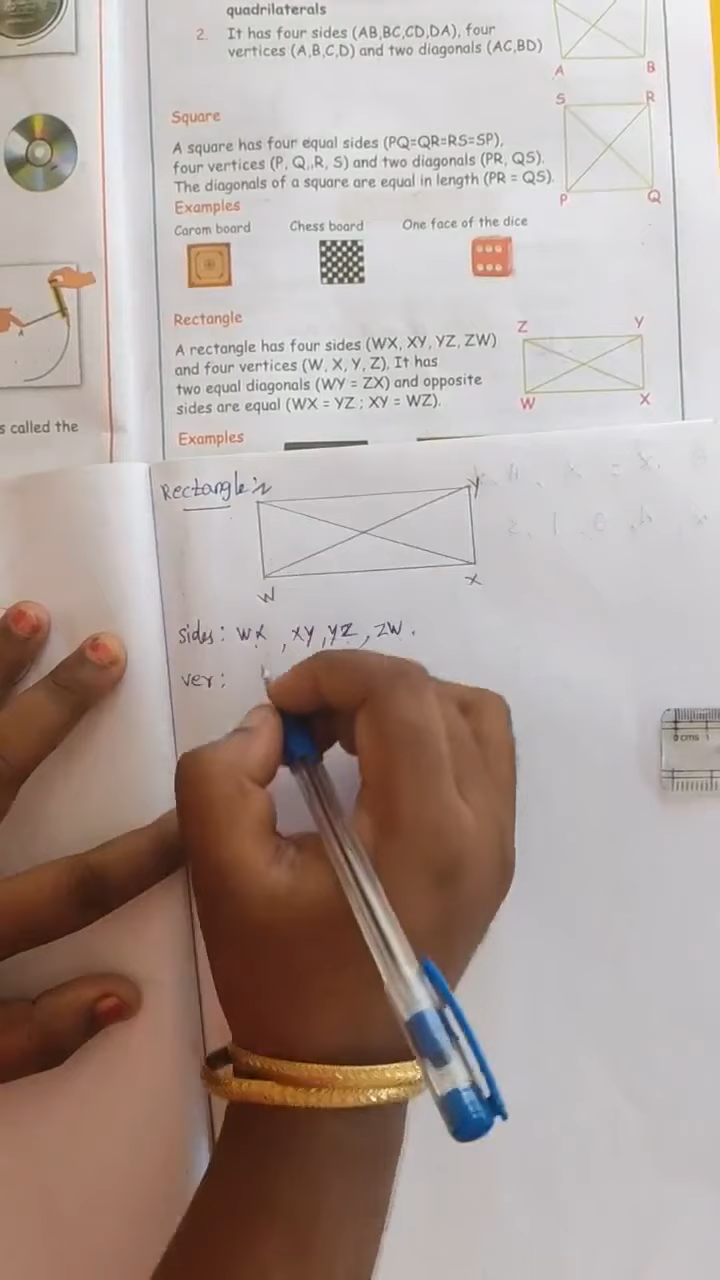 quadrilaterals
2. It has four sides (AB,BC,CD,DA), four
vertices (A,B,C,D) and two diagonals (AC,BD)
A B
Square
A square has four equal sides (PQ=QR=RS=SP),
four vertices (P, Q, R, S) and two diagonals (PR, QS).
The diagonals of a square are equal in length (PR = QS).
S R
P Q
Examples
Carom board Chess board One face of the dice
Rectangle
A rectangle has four sides (WX, XY, YZ, ZW)
and four vertices (W, X, Y, Z), It has
two equal diagonals (WY = ZX) and opposite
sides are equal (WX = YZ ; XY = WZ).
Z Y
W X
Examples
A
s called the
Rectangle:
Z Y
W X
sides: WX, XY, YZ, ZW.
ver:
0 cms 1